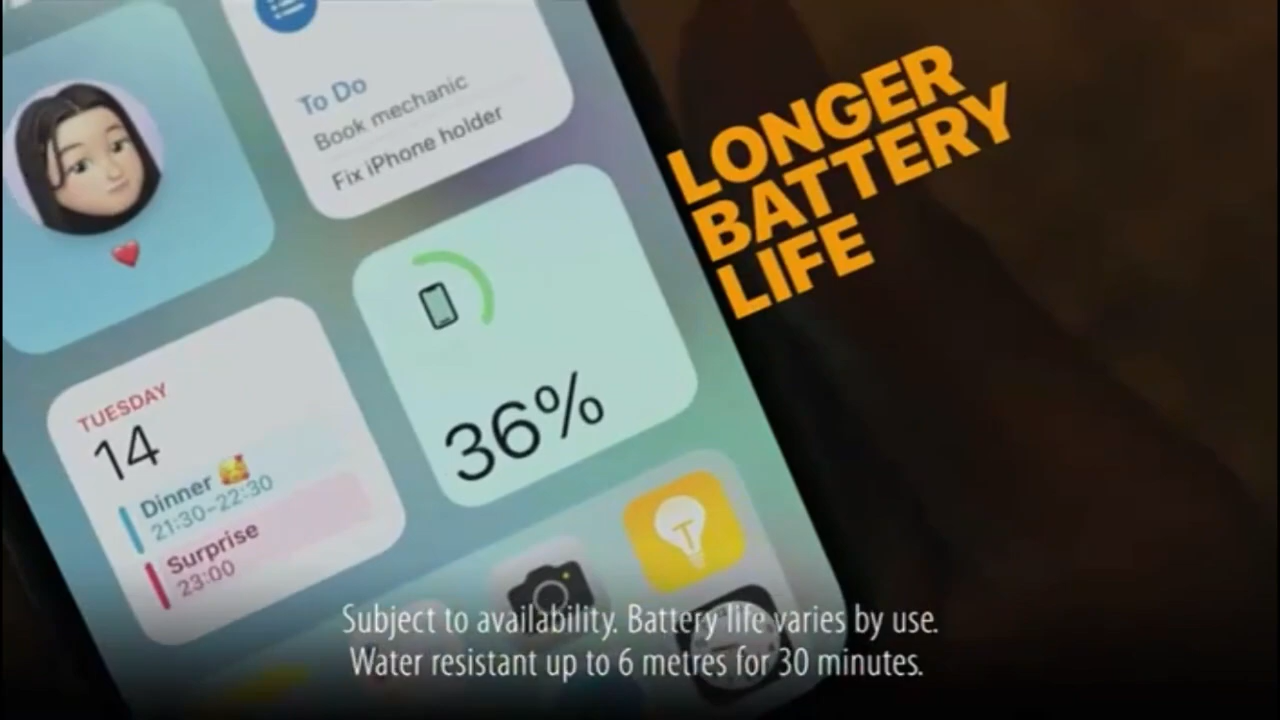 To Do
Book mechanic
Fix iPhone holder
LONGER
BATTERY
LIFE
36%
TUESDAY
14
Dinner 🥰
21:30–22:30
Surprise
23:00
T
Subject to availability. Battery life varies by use.
Water resistant up to 6 metres for 30 minutes.